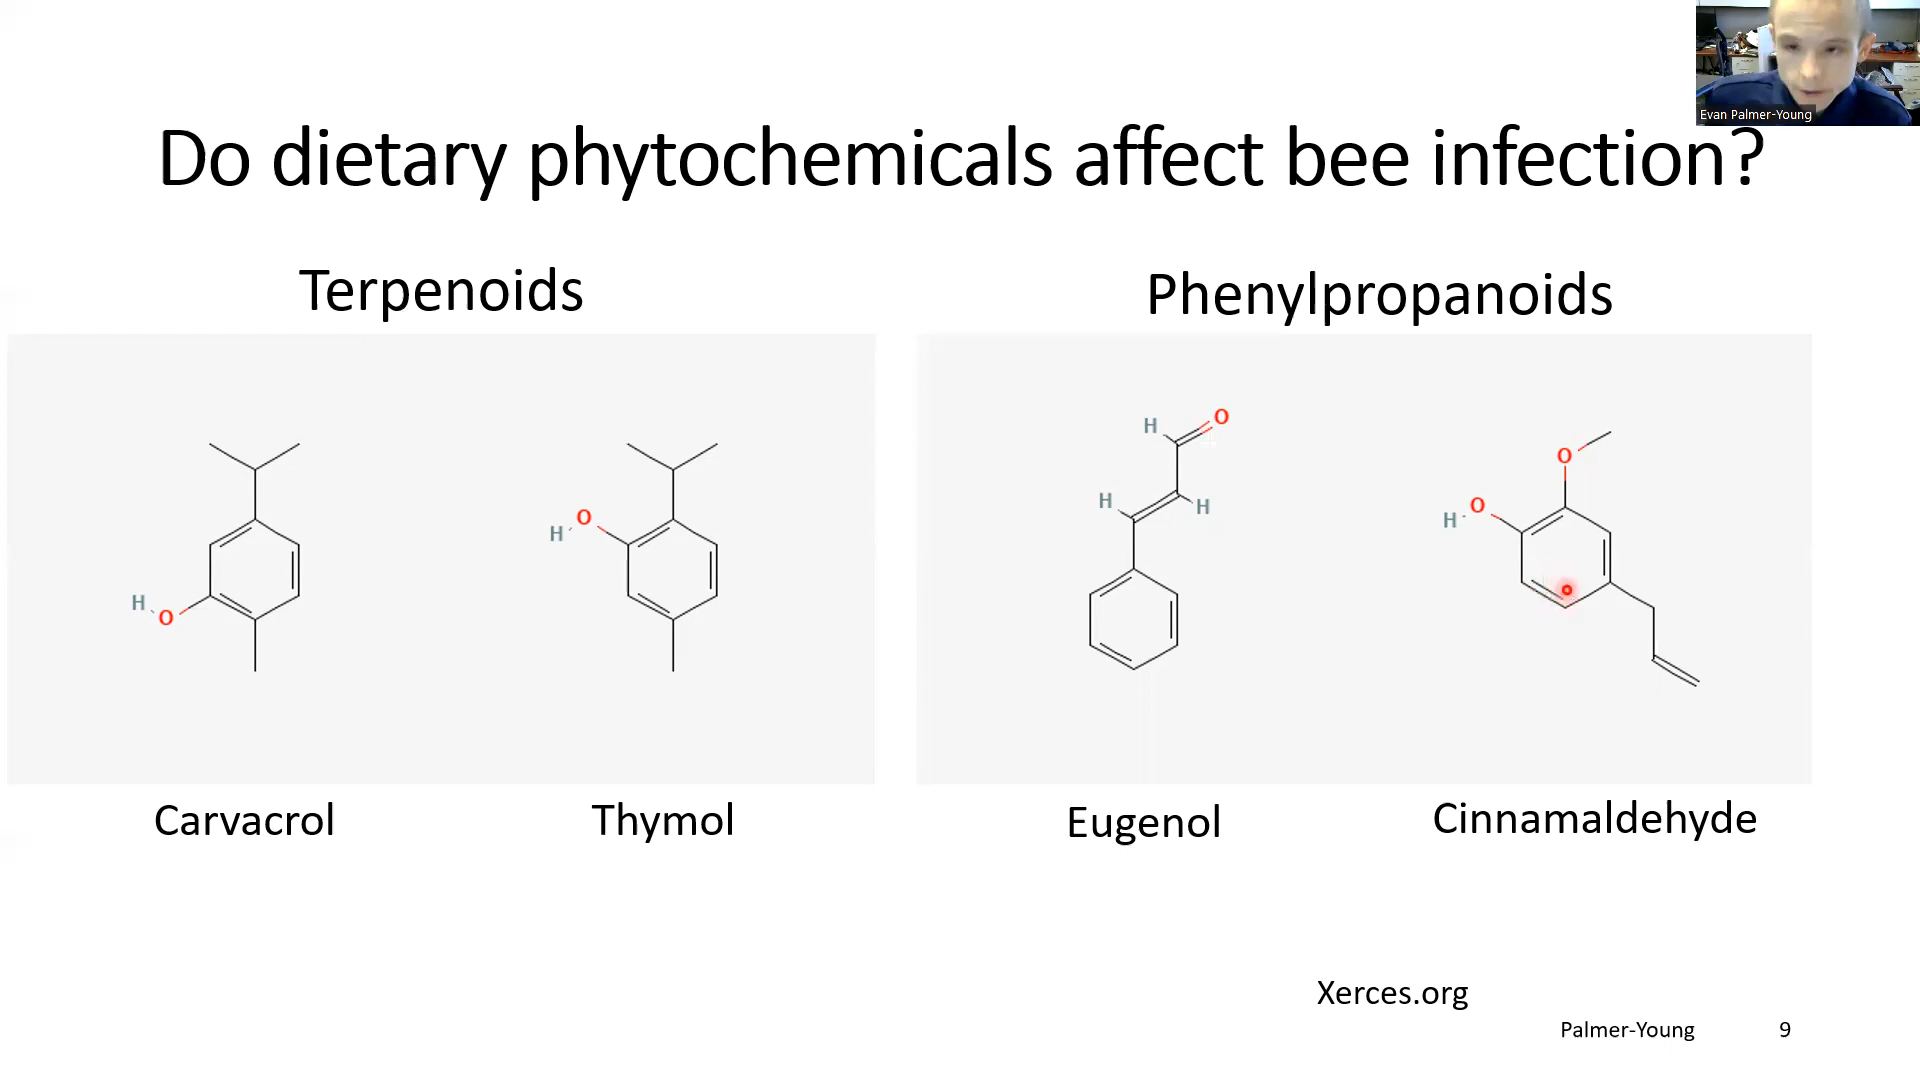 Evan Palmer-Young
Do dietary phytochemicals affect bee infection?
Terpenoids
Phenylpropanoids
H O
H O
H O
H H
H O
O
Carvacrol
Thymol
Eugenol
Cinnamaldehyde
Xerces.org
Palmer-Young 9